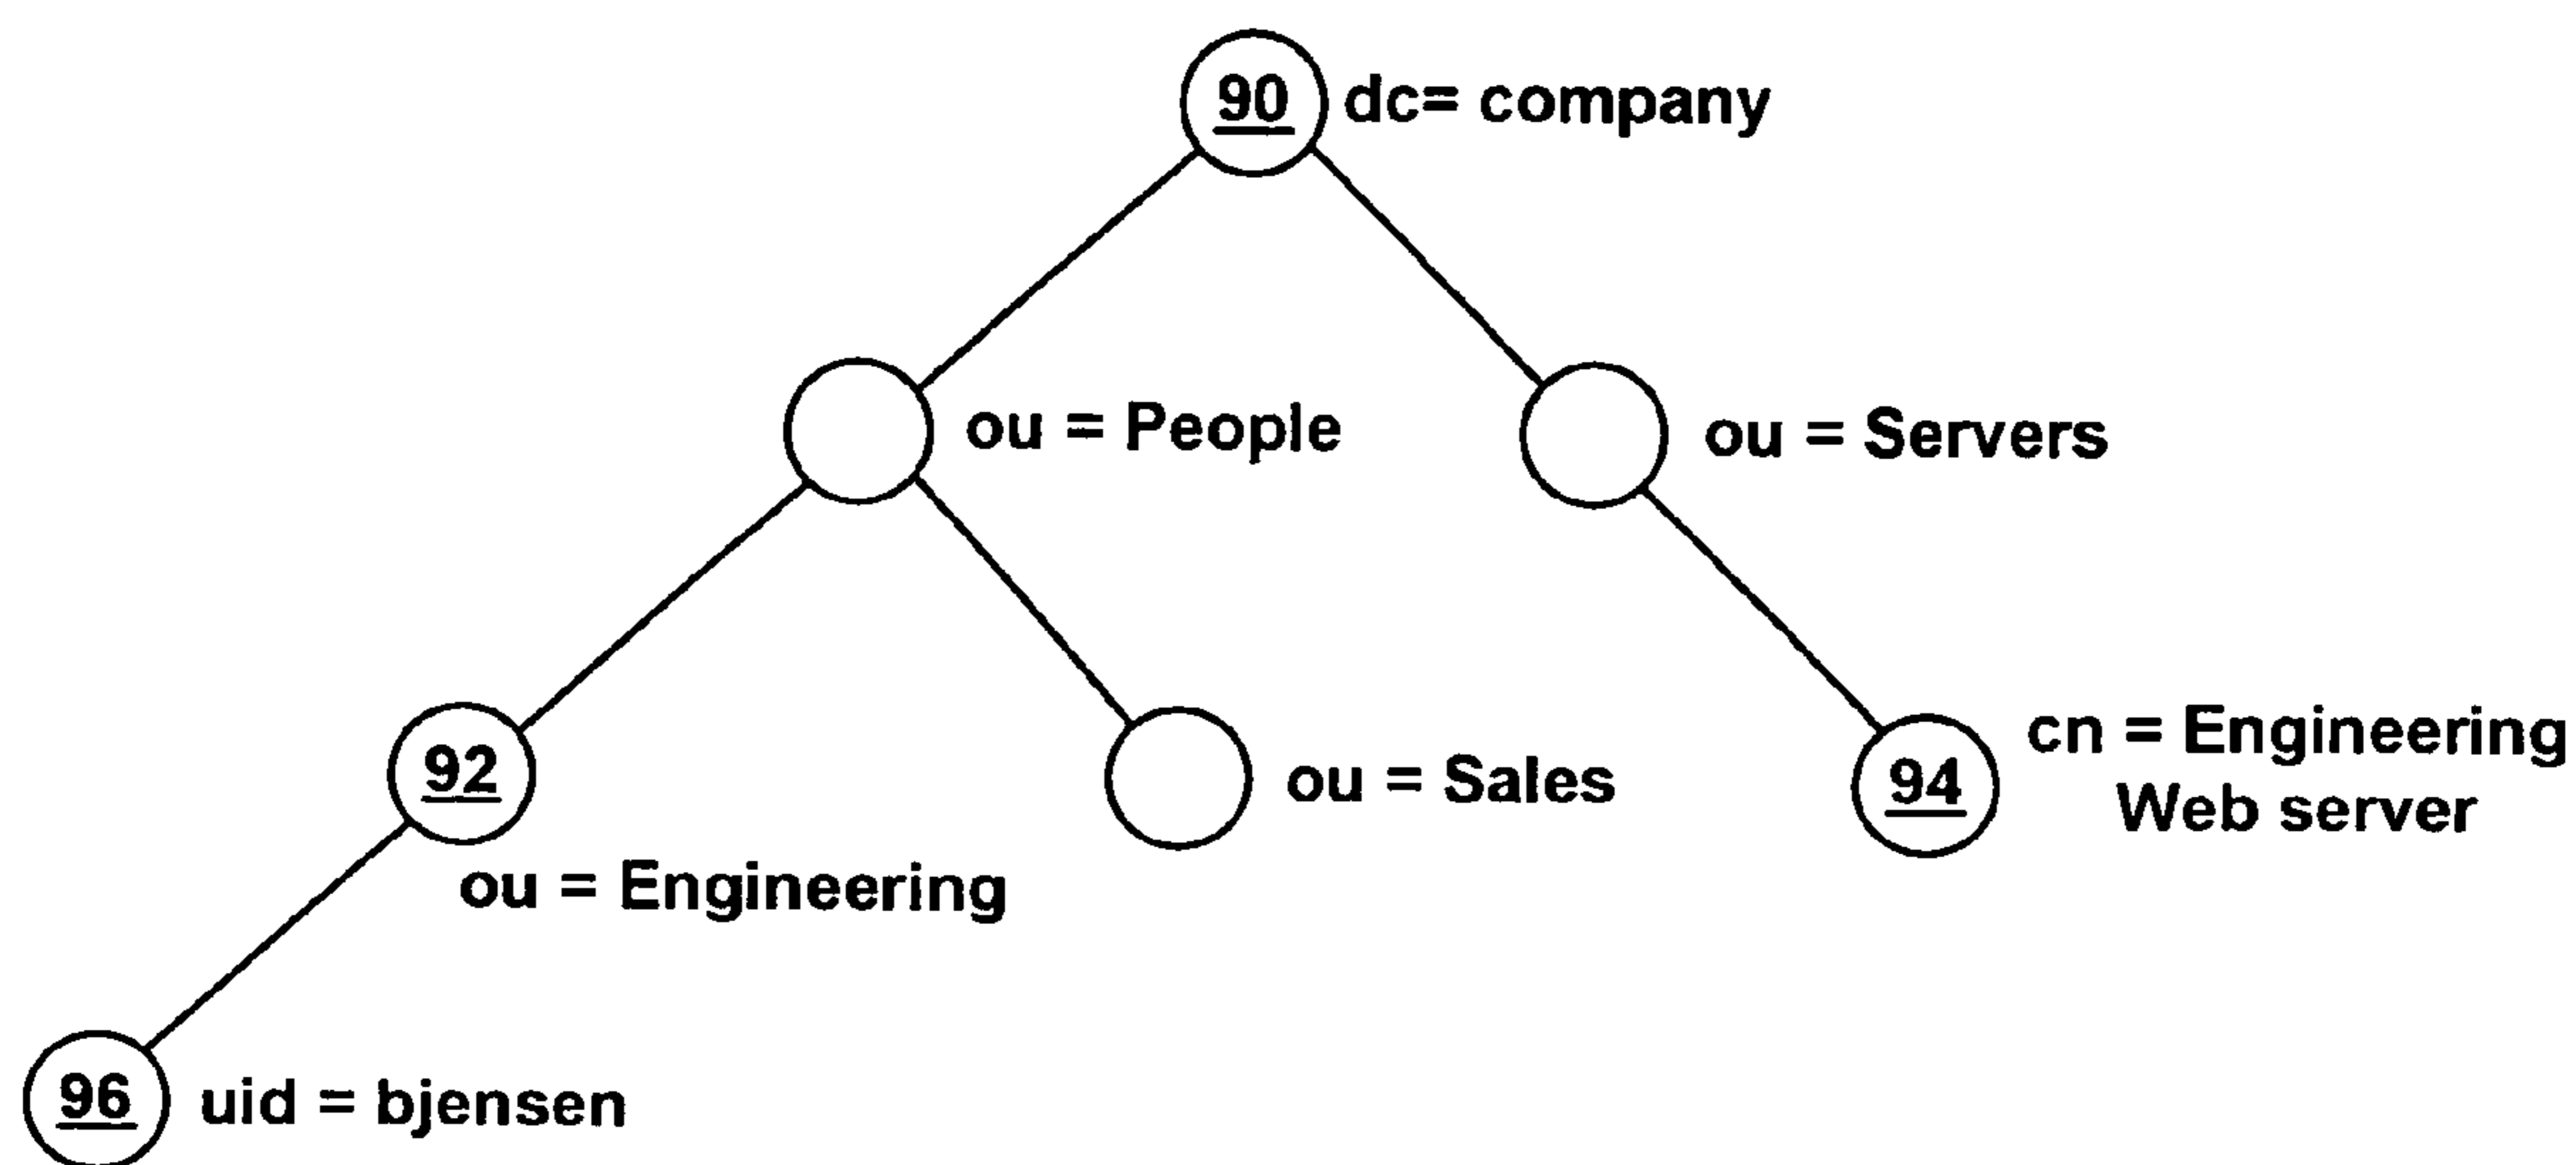 90 dc= company
ou = People
ou = Servers
92
ou = Engineering
ou = Sales
94
cn = Engineering
Web server
96 uid = bjensen